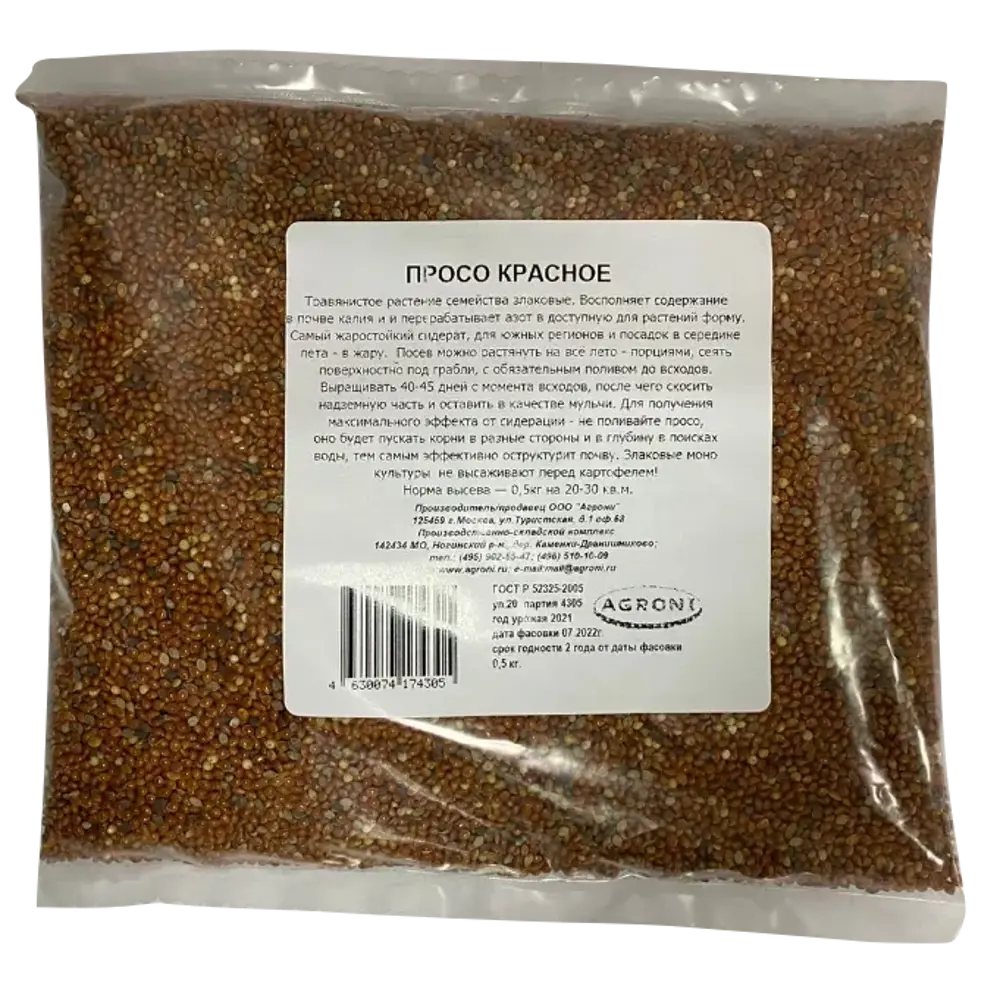 ПРОСО КРАСНОЕ
Травянистое растение семейства злаковые. Восполняет содержание
в почве калия и и перерабатывает азот в доступную для растений форму.
Самый жаростойкий сидерат, для южных регионов и посадок в середине
лета - в жару. Посев можно растянуть на все лето - порциями, сеять
поверхностно под грабли, с обязательным поливом до всходов.
Выращивать 40-45 дней с момента всходов, после чего скосить
надземную часть и оставить в качестве мульчи. Для получения
максимального эффекта от сидерации - не поливайте просо,
оно будет пускать корни в разные стороны и в глубину в поисках
воды, тем самым эффективно оструктурит почву. Злаковые моно
культуры не высаживают перед картофелем!
Норма высева — 0,5кг на 20-30 кв.м.
Производитель/продавец ООО "Агрони"
125459 г.Москва, ул.Туристская, д.1 оф.68
Производственно-складской комплекс
142434 МО, Ногинский р-н., дер. Каменки-Дранишниково;
тел.: (495) 902-55-47; (496) 510-10-09
www.agroni.ru; e-mail:mail@agroni.ru
ГОСТ Р 52325-2005
уп.20 партия 4305
AGRONI
год урожая 2021
дата фасовки 07.2022г.
срок годности 2 года от даты фасовки
0,5 кг.
4 630074 174305